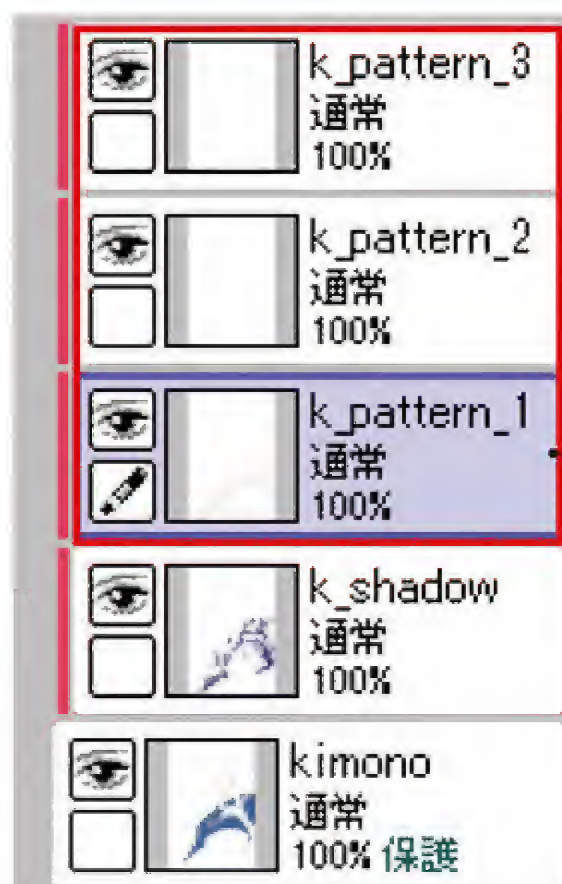 k_pattern_3
通常
100%
k_pattern_2
通常
100%
k_pattern_1
通常
100%
k_shadow
通常
100%
kimono
通常
100% 保護